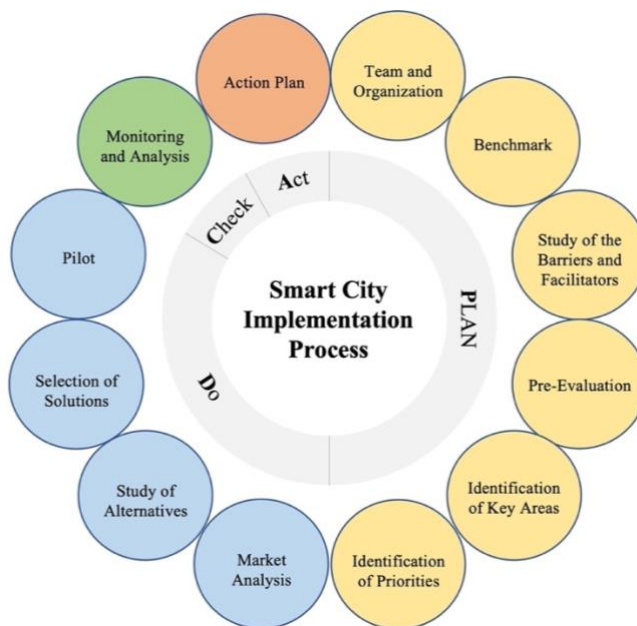 Action Plan
Team and
Organization
Monitoring
and Analysis
Benchmark
Act
Check
Pilot
Study of the
Barriers and
Facilitators
Smart City
Implementation
Process
PLAN
Selection of
Solutions
Pre-Evaluation
Do
Study of
Alternatives
Identification
of Key Areas
Market
Analysis
Identification
of Priorities